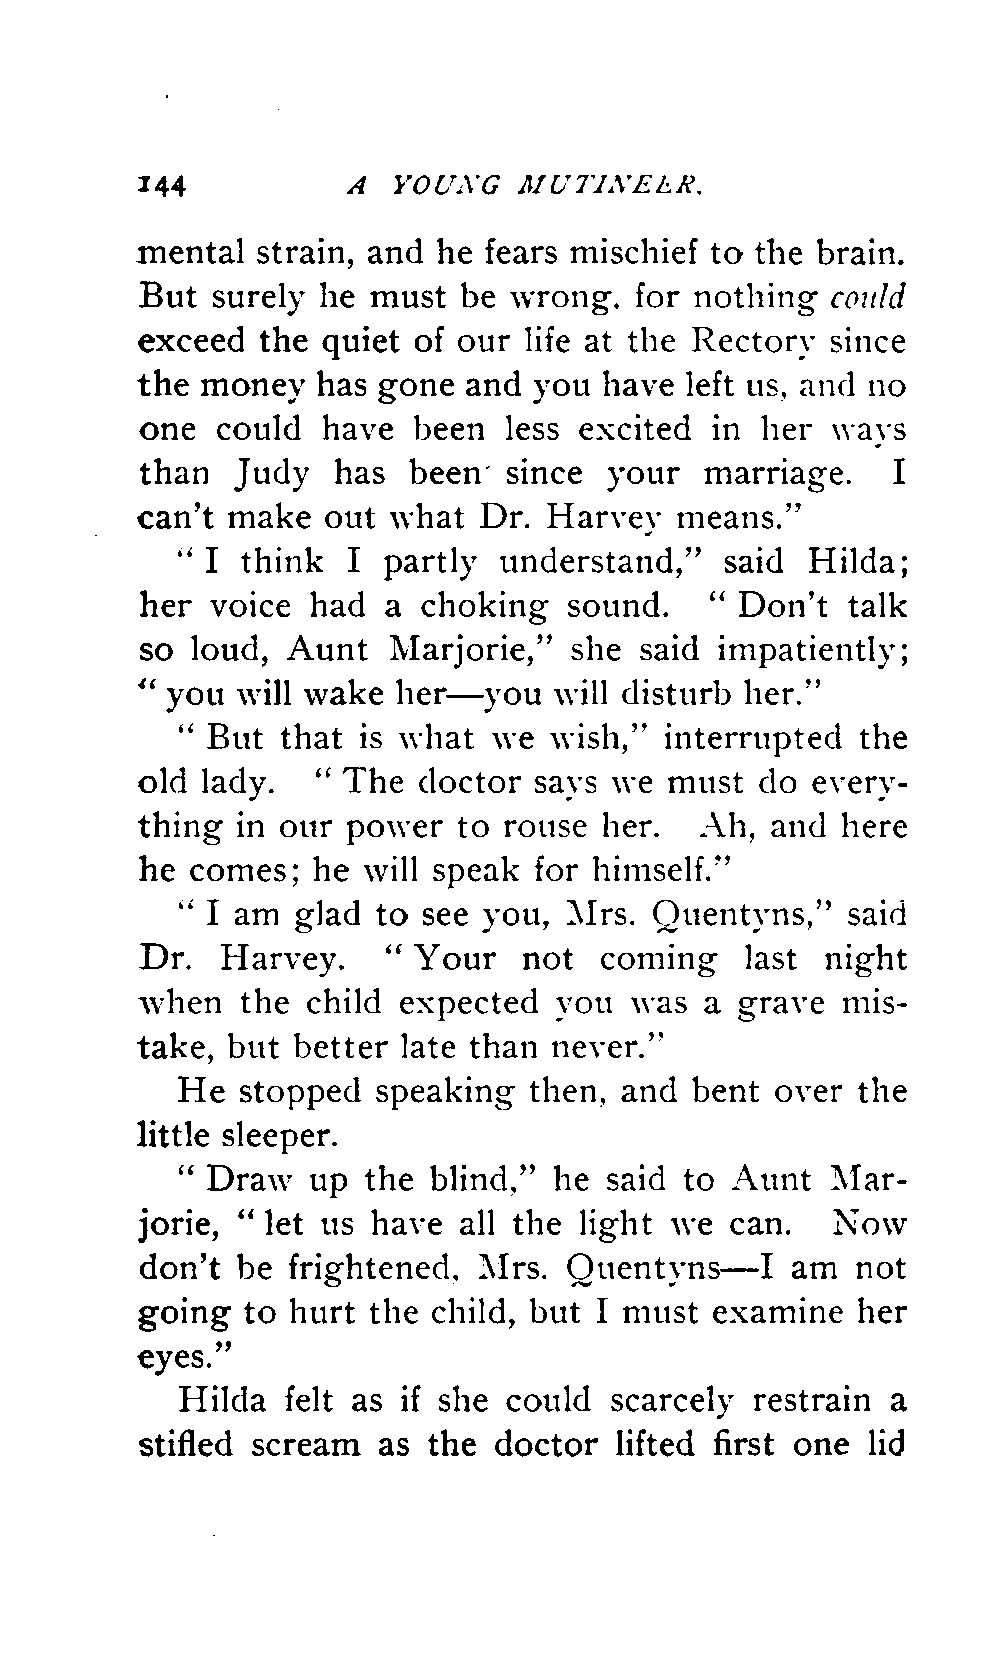 144 A YOUNG MUTINEER.
mental strain, and he fears mischief to the brain.
But surely he must be wrong. for nothing could
exceed the quiet of our life at the Rectory since
the money has gone and you have left us, and no
one could have been less excited in her ways
than Judy has been since your marriage. I
can't make out what Dr. Harvey means."
" I think I partly understand," said Hilda;
her voice had a choking sound. " Don't talk
so loud, Aunt Marjorie," she said impatiently;
" you will wake her—you will disturb her."
" But that is what we wish," interrupted the
old lady. " The doctor says we must do every-
thing in our power to rouse her. Ah, and here
he comes; he will speak for himself."
" I am glad to see you, Mrs. Quentyns," said
Dr. Harvey. " Your not coming last night
when the child expected you was a grave mis-
take, but better late than never."
He stopped speaking then, and bent over the
little sleeper.
" Draw up the blind," he said to Aunt Mar-
jorie, " let us have all the light we can. Now
don't be frightened, Mrs. Quentyns—I am not
going to hurt the child, but I must examine her
eyes."
Hilda felt as if she could scarcely restrain a
stifled scream as the doctor lifted first one lid